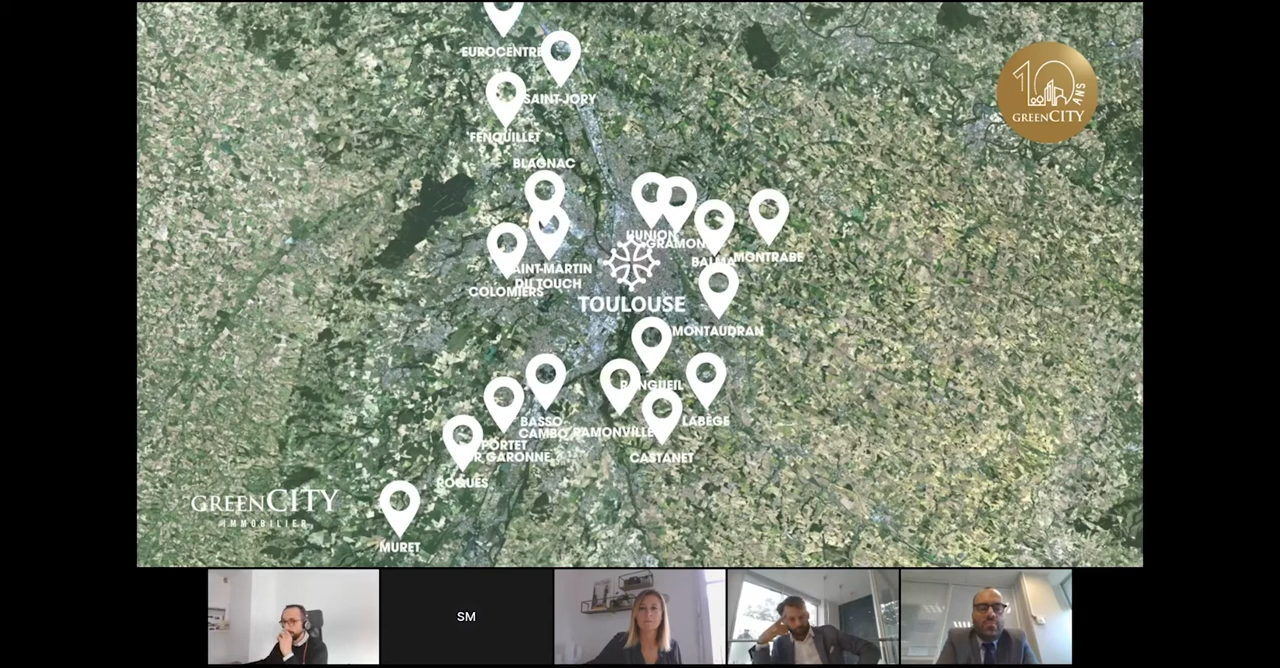 EUROCENTRE
SAINT-JORY
FENOUILLET
BLAGNAC
10 ANS
GREENCITY
GRAMONT
BALMA
MONTRABE
SAINT-MARTIN
DU TOUCH
COLOMIERS
TOULOUSE
MONTAUDRAN
RANGUEIL
LABÈGE
BASSO
CAMBO
RAMONVILLE
CASTANET
PORTET
R GARONNE
ROQUES
GREENCITY
IMMOBILIER
MURET
SM